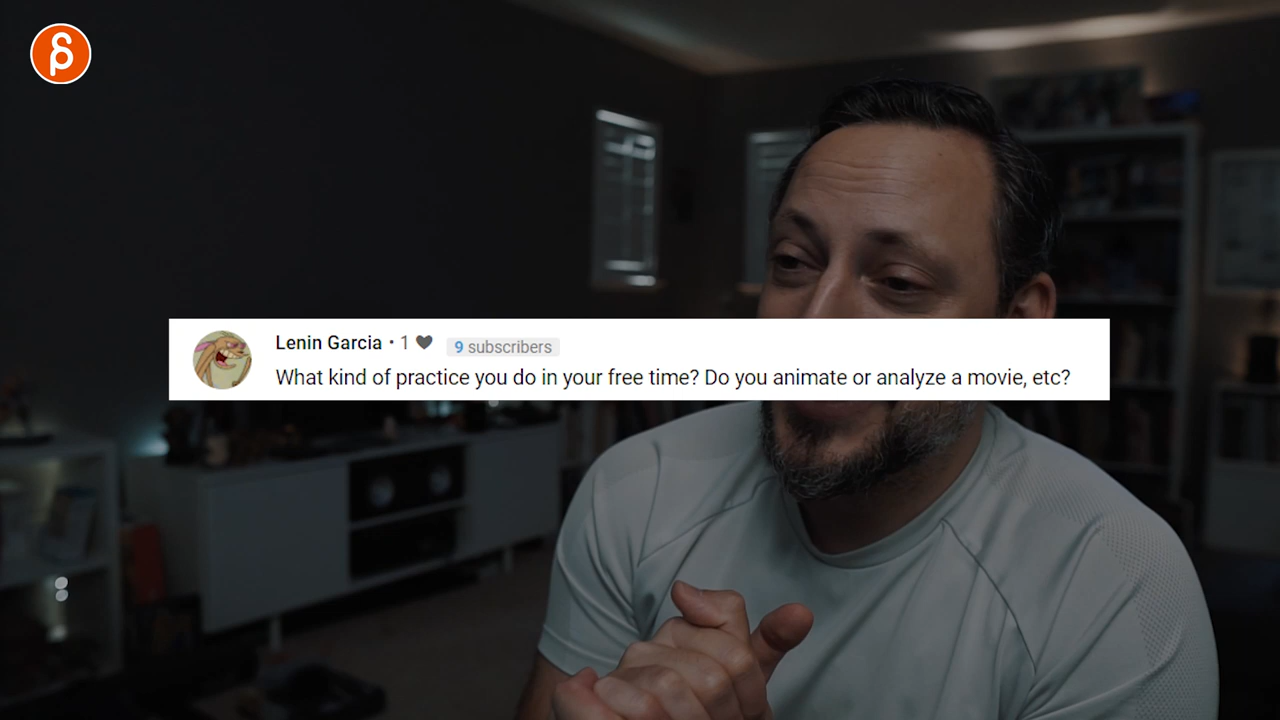 Lenin Garcia • 1 ♥ 9 subscribers
What kind of practice you do in your free time? Do you animate or analyze a movie, etc?